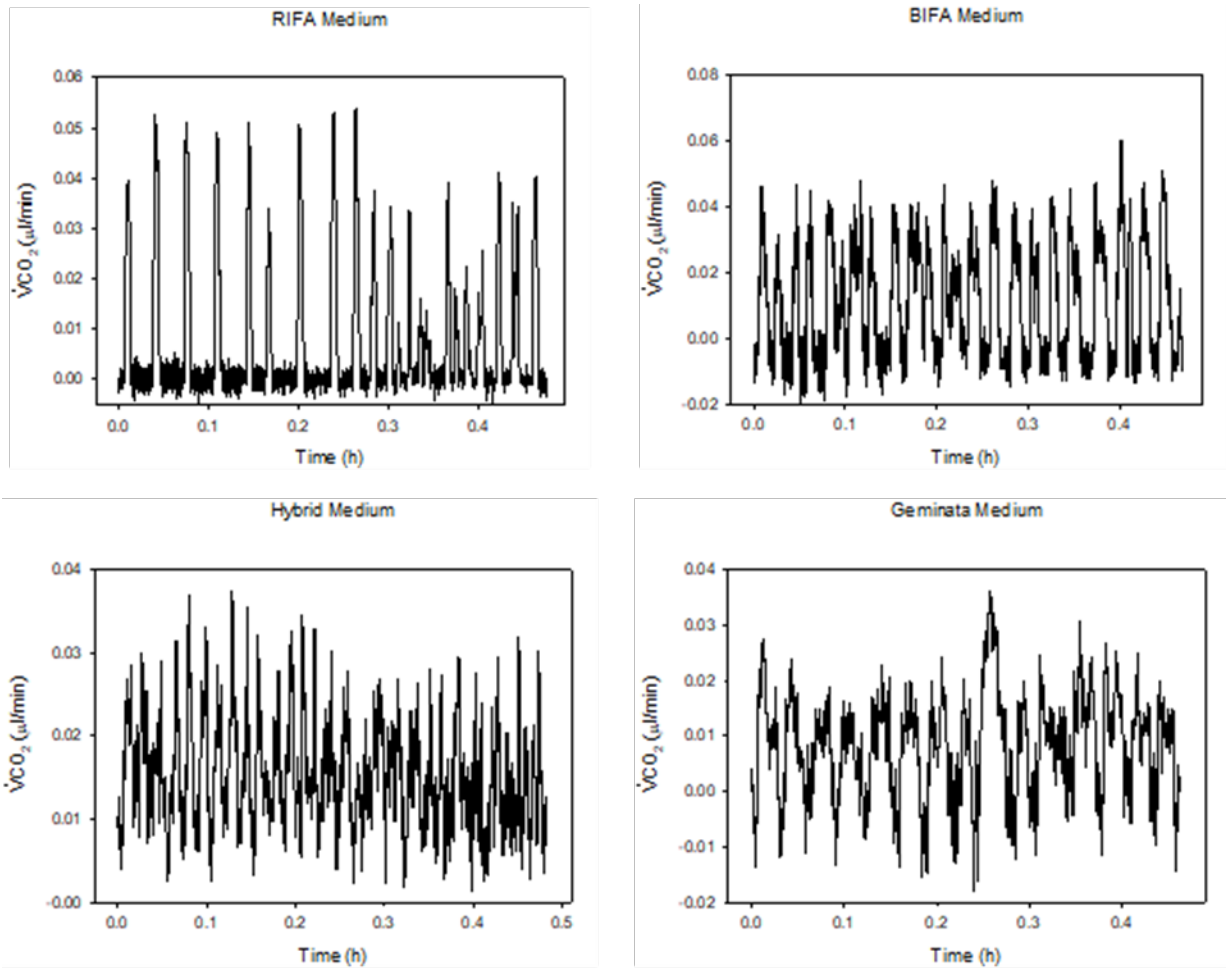 RIFA Medium
0.06
0.05
0.04
0.03
0.02
0.01
0.00
V̇CO₂ (µl/min)
0.0 0.1 0.2 0.3 0.4
Time (h)
BIFA Medium
0.08
0.06
0.04
0.02
0.00
-0.02
V̇CO₂ (µl/min)
0.0 0.1 0.2 0.3 0.4
Time (h)
Hybrid Medium
0.04
0.03
0.02
0.01
-0.00
V̇CO₂ (µl/min)
0.0 0.1 0.2 0.3 0.4 0.5
Time (h)
Geminata Medium
0.04
0.03
0.02
0.01
0.00
-0.01
-0.02
V̇CO₂ (µl/min)
0.0 0.1 0.2 0.3 0.4
Time (h)